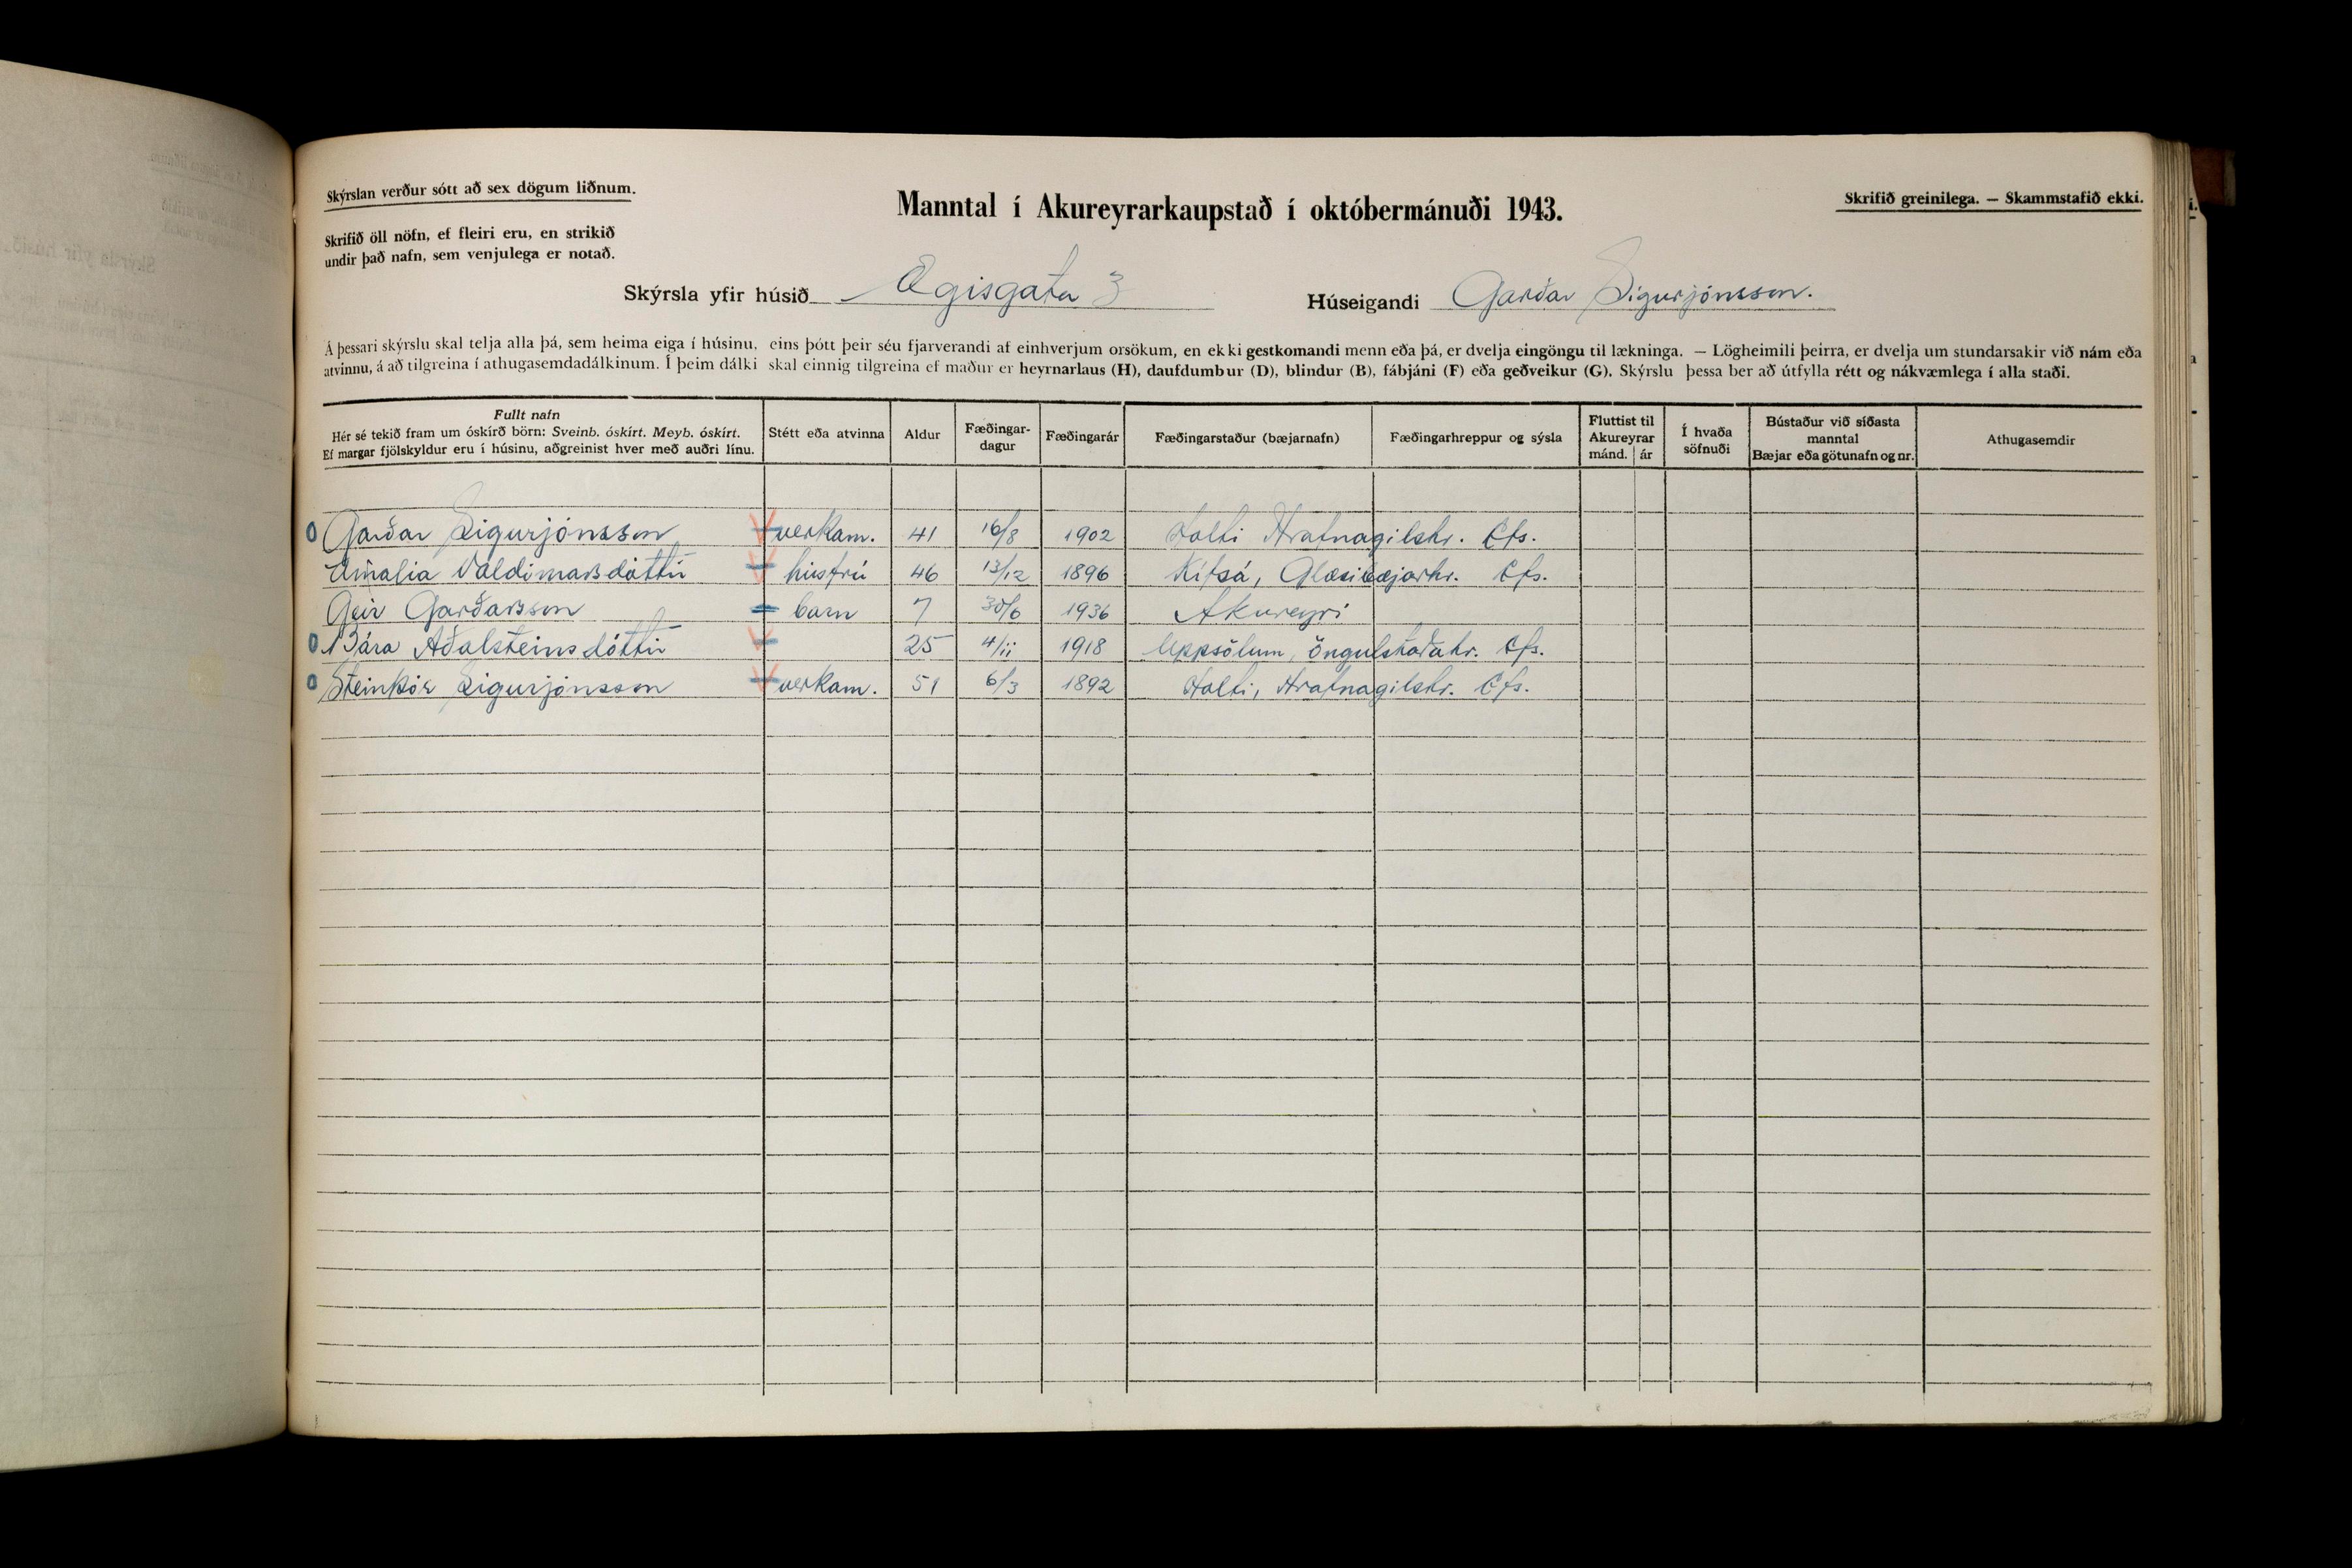 Skýrslan verður sótt að sex dögum liðnum.
Manntal í Akureyrarkaupstað í októbermánuði 1943.
Skrifið greinilega. — Skammstafið ekki.
Skrifið öll nöfn, ef fleiri eru, en strikið
undir það nafn, sem venjulega er notað.
Skýrsla yfir húsið Ægisgata 3 Húseigandi Garðar Sigurjónsson.
Á þessari skýrslu skal telja alla þá, sem heima eiga í húsinu, eins þótt þeir séu fjarverandi af einhverjum orsökum, en ekki gestkomandi menn eða þá, er dvelja eingöngu til lækninga. — Lögheimili þeirra, er dvelja um stundarsakir við nám eða
atvinnu, á að tilgreina í athugasemdadálkinum. Í þeim dálki skal einnig tilgreina ef maður er heyrnarlaus (H), daufdumbur (D), blindur (B), fábjáni (F) eða geðveikur (G). Skýrslu þessa ber að útfylla rétt og nákvæmlega í alla staði.
Fullt nafn
Hér sé tekið fram um óskírð börn: Sveinb. óskírt. Meyb. óskírt.
Ef margar fjölskyldur eru í húsinu, aðgreinist hver með auðri línu.
Stétt eða atvinna
Aldur
Fæðingar-
dagur
Fæðingarár
Fæðingarstaður (bæjarnafn)
Fæðingarhreppur og sýsla
Fluttist til
Akureyrar
mánd. ár
Í hvaða
söfnuði
Bústaður við síðasta
manntal
Bæjar eða götunafn og nr.
Athugasemdir
Garðar Sigurjónsson verkam. 41 16/8 1902 Holti Hrafnagilshr. Efs.
Amalia Valdimarsdóttir húsfrú 46 13/12 1896 Kífsá, Glæsibæjarhr. Efs.
Geir Garðarsson barn 7 30/6 1936 Akureyri
Bára Aðalsteinsdóttir 25 4/11 1918 Uppsölum, Öngulstaðahr. Efs.
Steinþór Sigurjónsson verkam. 51 6/3 1892 Holti, Hrafnagilshr. Efs.